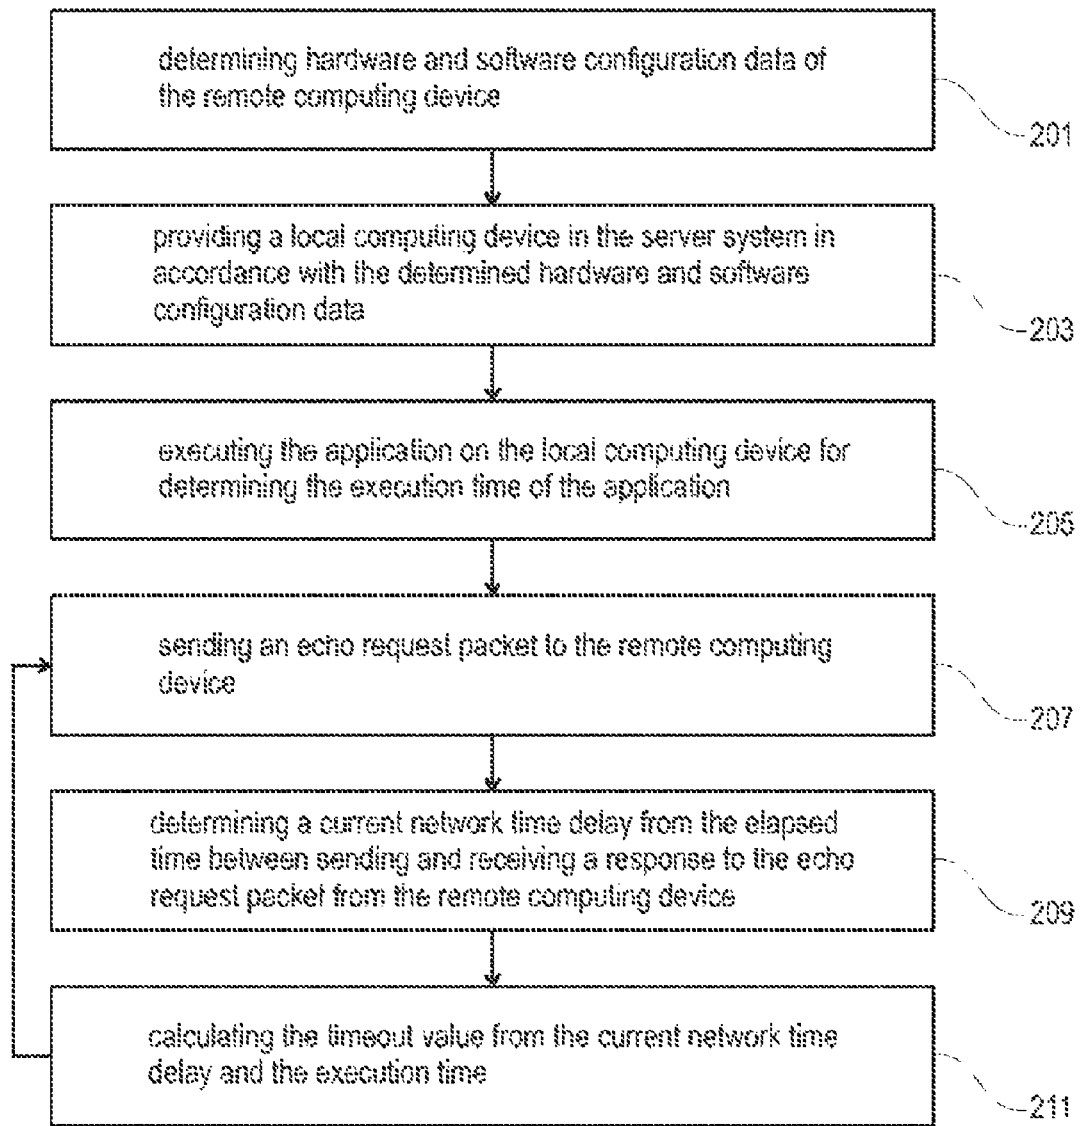 determining hardware and software configuration data of
the remote computing device
201
providing a local computing device in the server system in
accordance with the determined hardware and software
configuration data
203
executing the application on the local computing device for
determining the execution time of the application
205
sending an echo request packet to the remote computing
device
207
determining a current network time delay from the elapsed
time between sending and receiving a response to the echo
request packet from the remote computing device
209
calculating the timeout value from the current network time
delay and the execution time
211